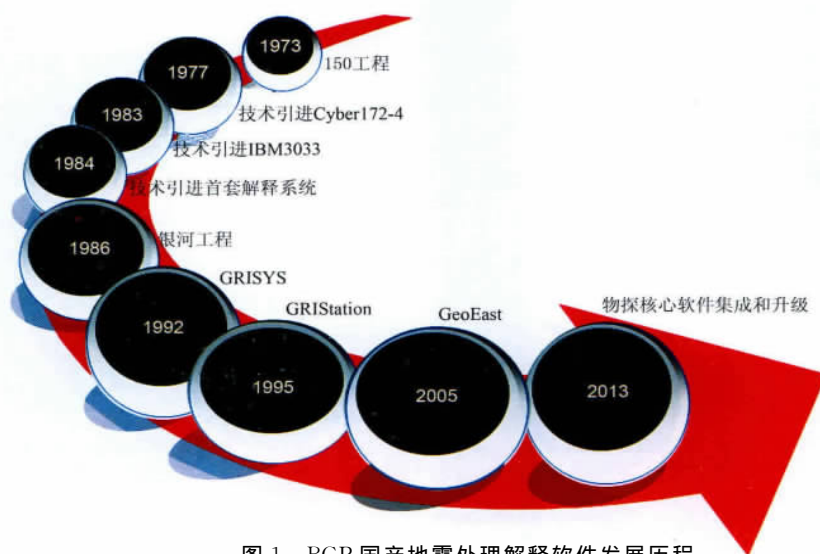 1973
150工程
1977
技术引进Cyber172-4
1983
技术引进IBM3033
1984
技术引进首套解释系统
1986
银河工程
1992
GRISYS
1995
GRIStation
2005
GeoEast
2013
物探核心软件集成和升级
图 1 BGP 国产地震处理解释软件发展历程